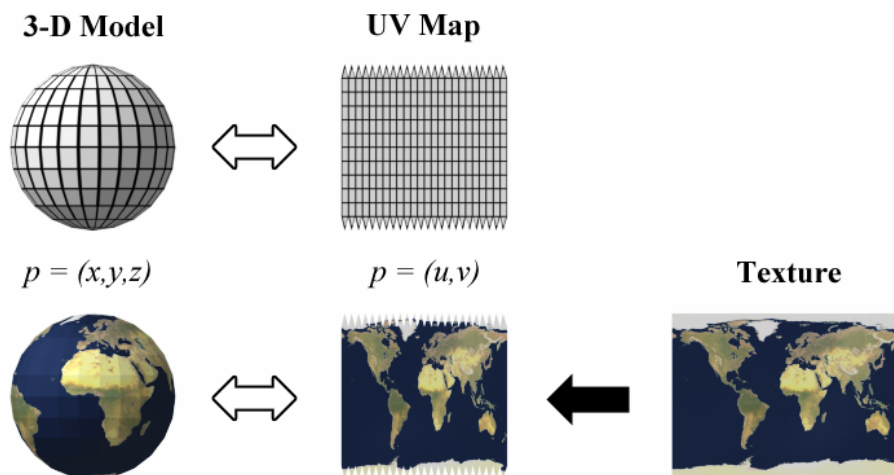 3-D Model
UV Map
p = (x,y,z)
p = (u,v)
Texture